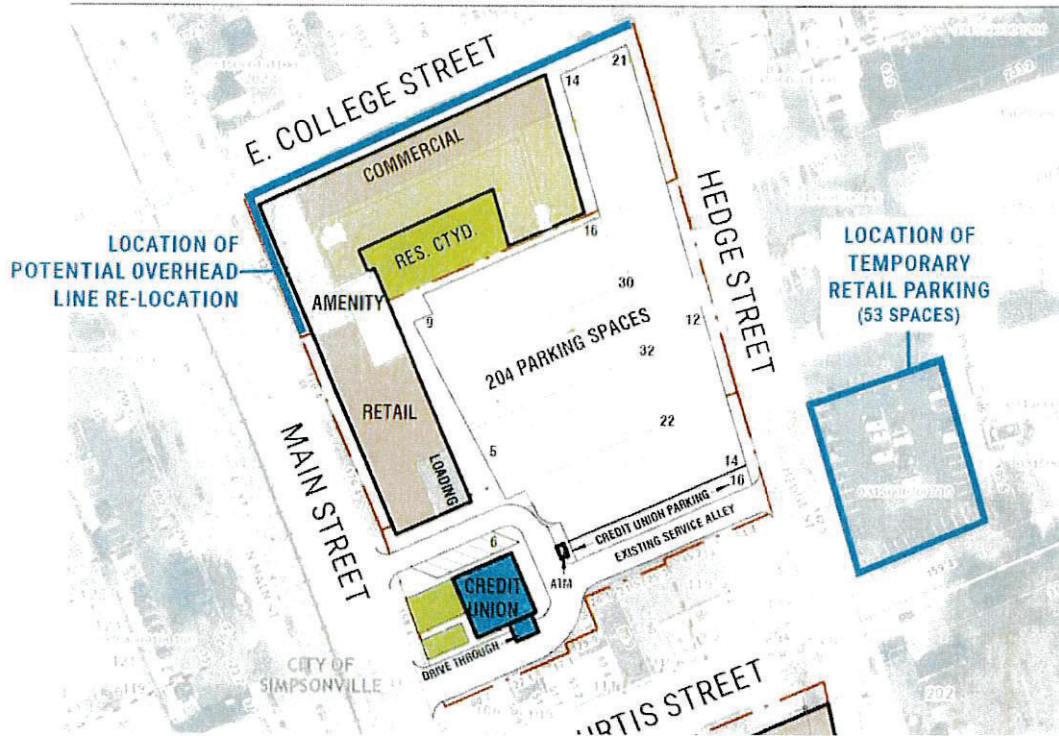 E. COLLEGE STREET
21
14
COMMERCIAL
HEDGE STREET
RES. CTYD.
16
LOCATION OF
POTENTIAL OVERHEAD
LINE RE-LOCATION
LOCATION OF
TEMPORARY
RETAIL PARKING
(53 SPACES)
AMENITY
30
9
12
204 PARKING SPACES
32
RETAIL
22
MAIN STREET
5
LOADING
14
16
CREDIT UNION PARKING
EXISTING SERVICE ALLEY
6
ATM
CREDIT
UNION
DRIVE THROUGH
CITY OF
SIMPSONVILLE
202
URTIS STREET